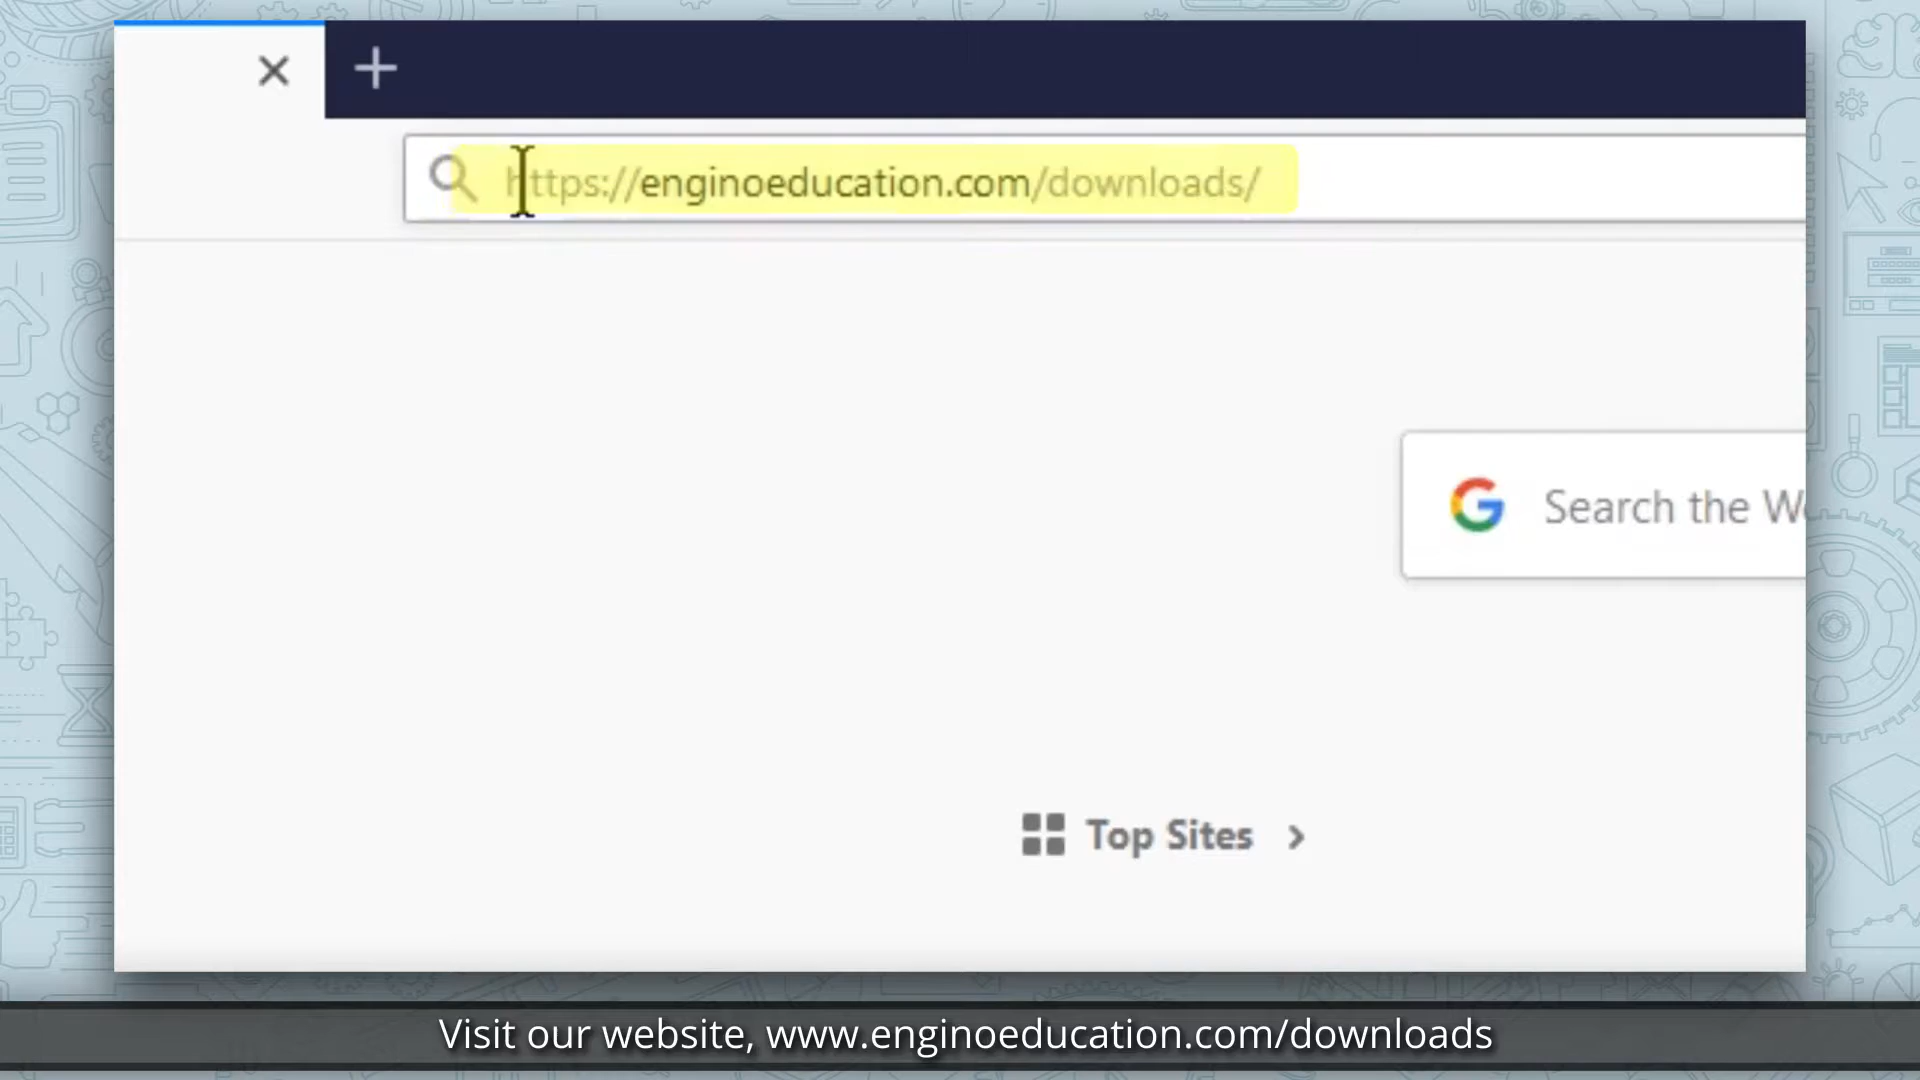 https://enginoeducation.com/downloads/
Search the W
Top Sites
Visit our website, www.enginoeducation.com/downloads